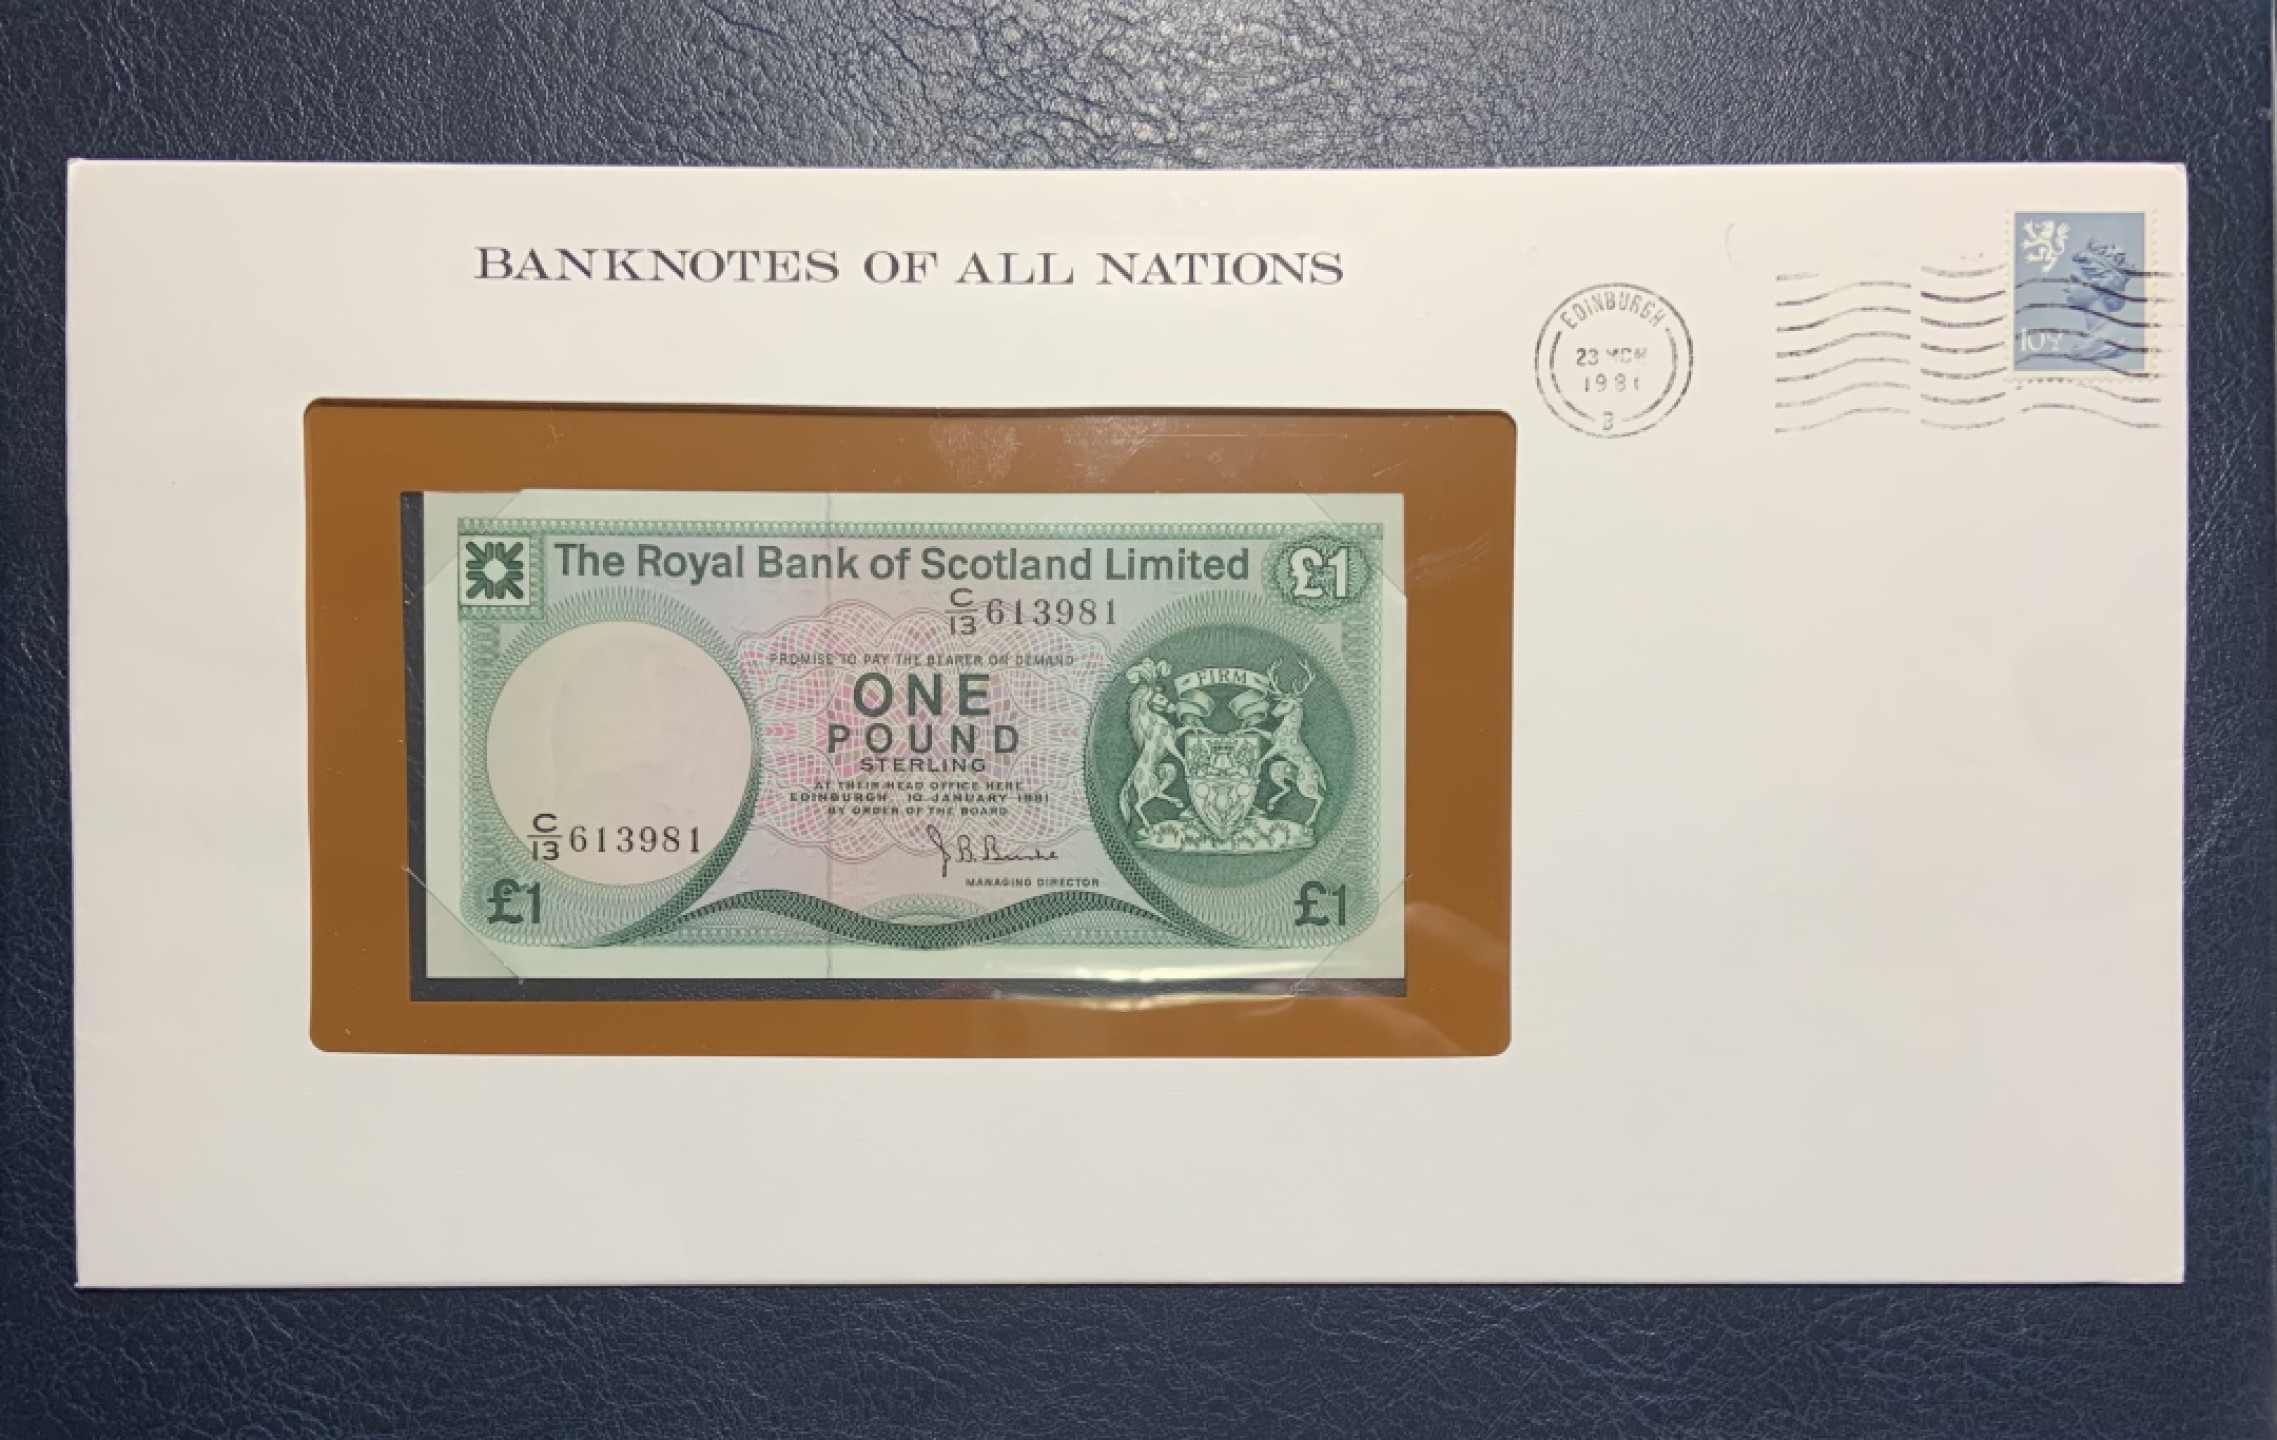 BANKNOTES OF ALL NATIONS
EDINBURGH
23
1981
B
10½
The Royal Bank of Scotland Limited
£1
C/13 613981
PROMISE TO PAY THE BEARER ON DEMAND
ONE
POUND
STERLING
AT THEIR HEAD OFFICE HERE
EDINBURGH, 10 JANUARY 1981
BY ORDER OF THE BOARD
FIRM
C/13 613981
J B. Burke
MANAGING DIRECTOR
£1
£1